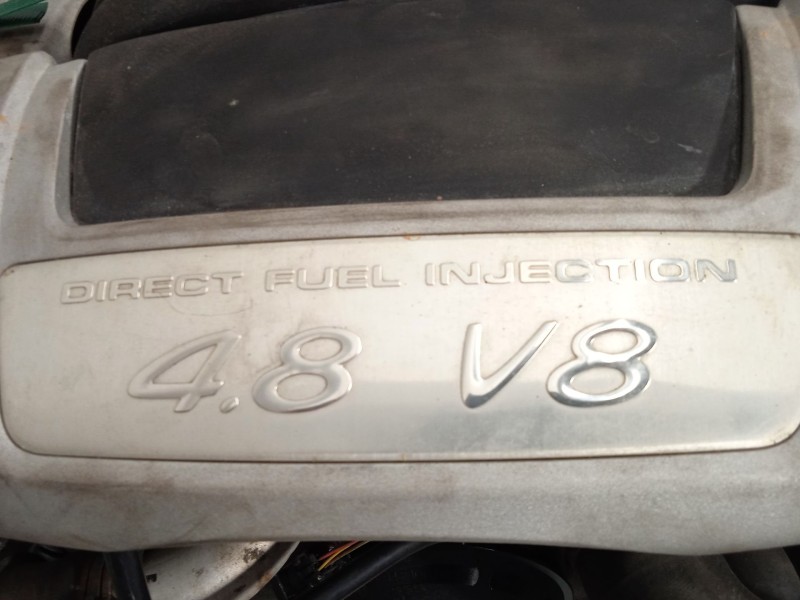 DIRECT FUEL INJECTION
4.8 V8